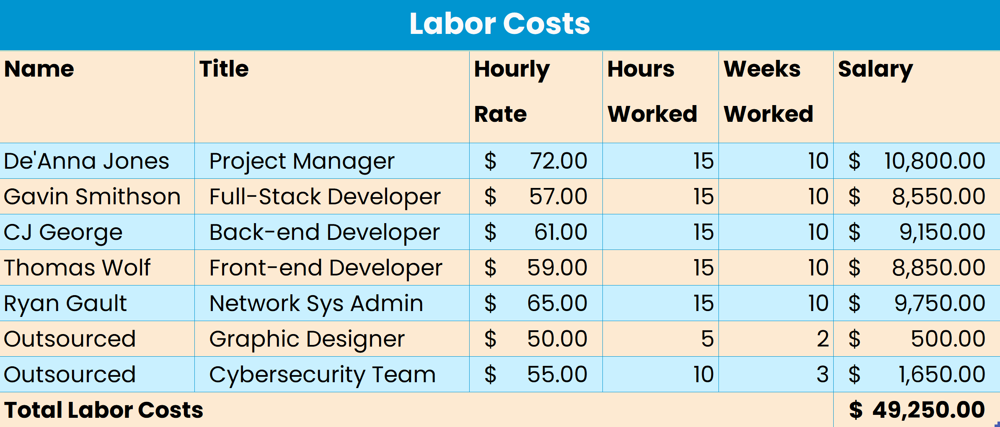 Labor Costs
Name Title Hourly Rate Hours Worked Weeks Worked Salary
De'Anna Jones Project Manager $ 72.00 15 10 $ 10,800.00
Gavin Smithson Full-Stack Developer $ 57.00 15 10 $ 8,550.00
CJ George Back-end Developer $ 61.00 15 10 $ 9,150.00
Thomas Wolf Front-end Developer $ 59.00 15 10 $ 8,850.00
Ryan Gault Network Sys Admin $ 65.00 15 10 $ 9,750.00
Outsourced Graphic Designer $ 50.00 5 2 $ 500.00
Outsourced Cybersecurity Team $ 55.00 10 3 $ 1,650.00
Total Labor Costs $ 49,250.00